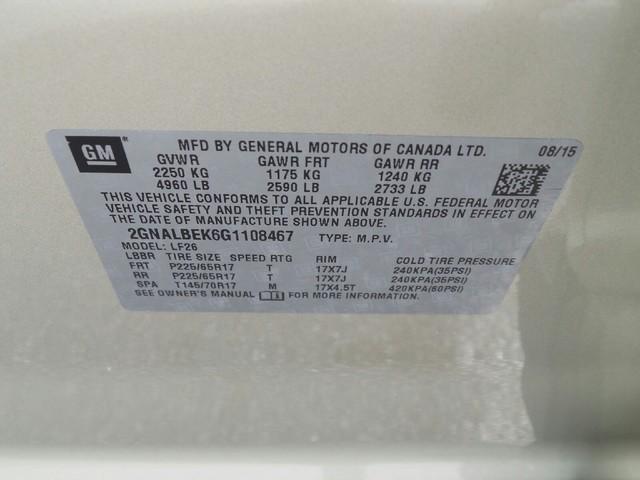 GM MFD BY GENERAL MOTORS OF CANADA LTD. 08/15
GVWR GAWR FRT GAWR RR
2250 KG 1175 KG 1240 KG
4960 LB 2590 LB 2733 LB
THIS VEHICLE CONFORMS TO ALL APPLICABLE U.S. FEDERAL MOTOR
VEHICLE SAFETY AND THEFT PREVENTION STANDARDS IN EFFECT ON
THE DATE OF MANUFACTURE SHOWN ABOVE.
2GNALBEK6G1108467 TYPE: M.P.V.
MODEL: LF26
LBBR TIRE SIZE SPEED RTG RIM COLD TIRE PRESSURE
FRT P225/65R17 T 17X7J 240KPA(35PSI)
RR P225/65R17 T 17X7J 240KPA(35PSI)
SPA T145/70R17 M 17X4.5T 420KPA(60PSI)
SEE OWNER'S MANUAL FOR MORE INFORMATION.